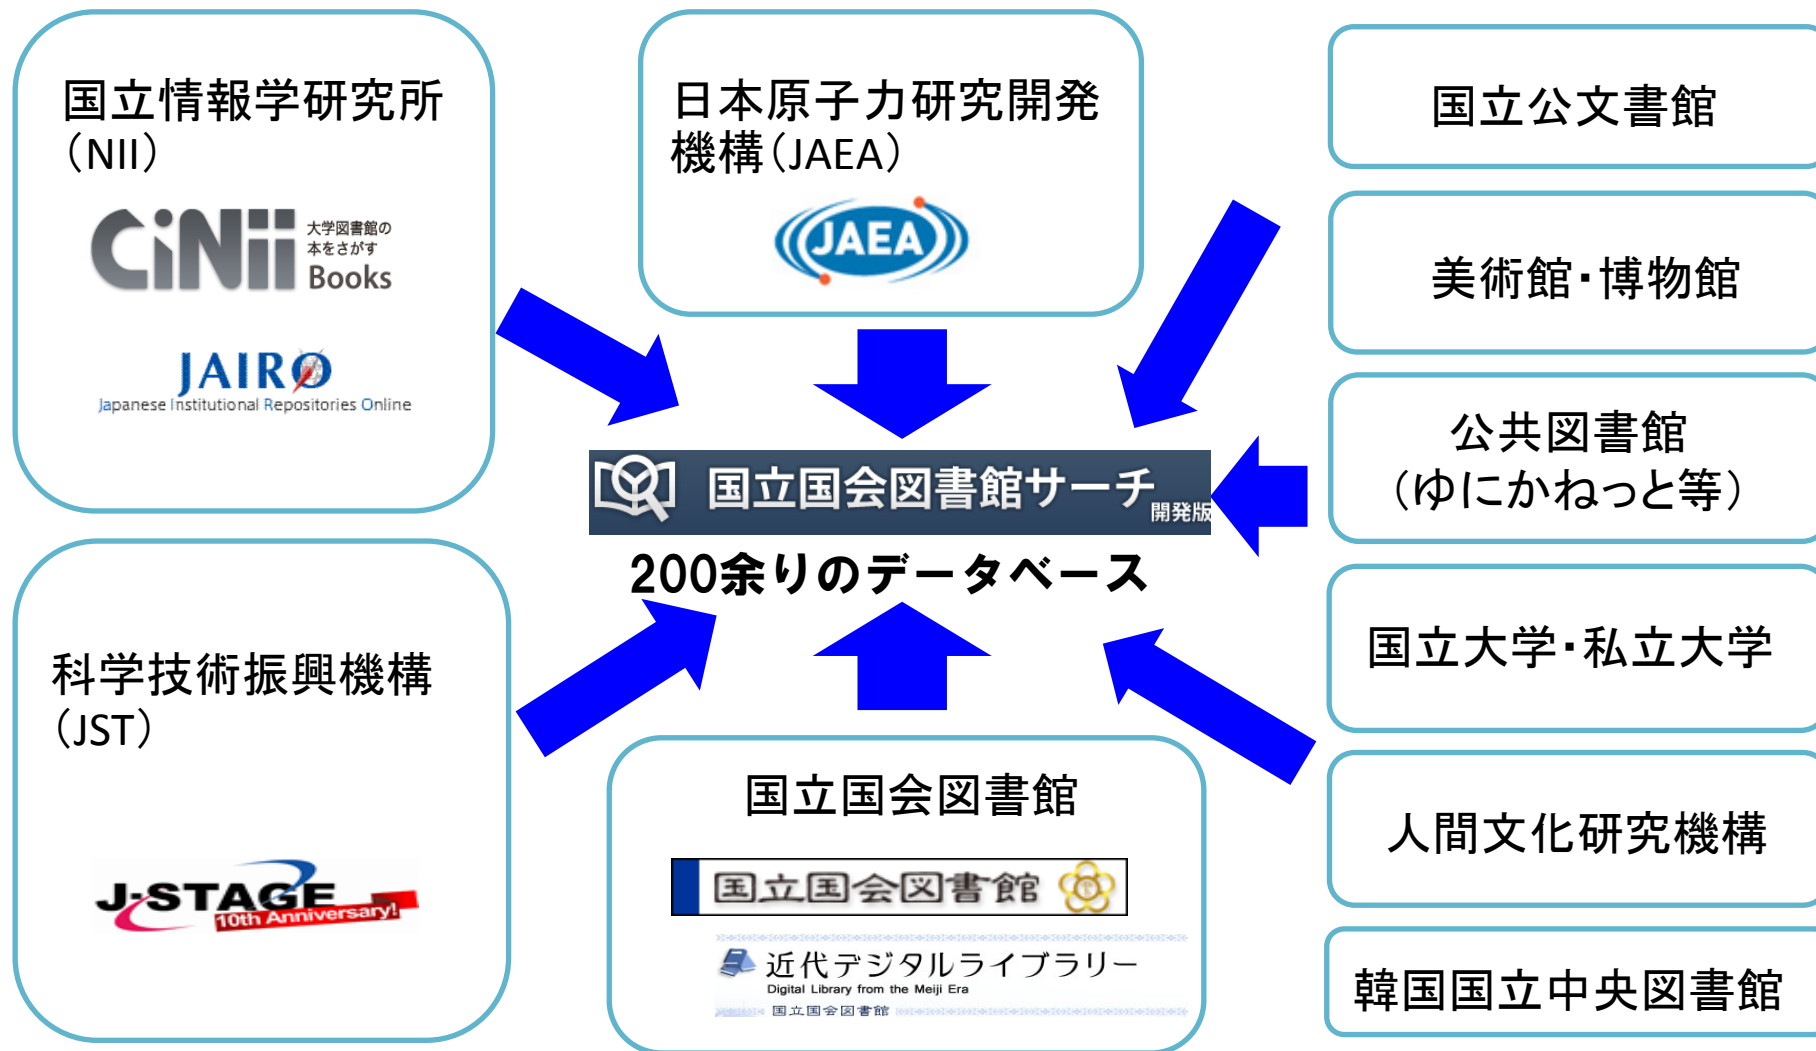 国立情報学研究所
（NII）
CiNii
大学図書館の
本をさがす
Books
JAIRO
Japanese Institutional Repositories Online
日本原子力研究開発
機構（JAEA）
JAEA
国立公文書館
美術館・博物館
公共図書館
（ゆにかねっと等）
国立国会図書館サーチ
開発版
200余りのデータベース
科学技術振興機構
（JST）
J-STAGE
10th Anniversary!
国立国会図書館
国立国会図書館
近代デジタルライブラリー
Digital Library from the Meiji Era
国立国会図書館
国立大学・私立大学
人間文化研究機構
韓国国立中央図書館